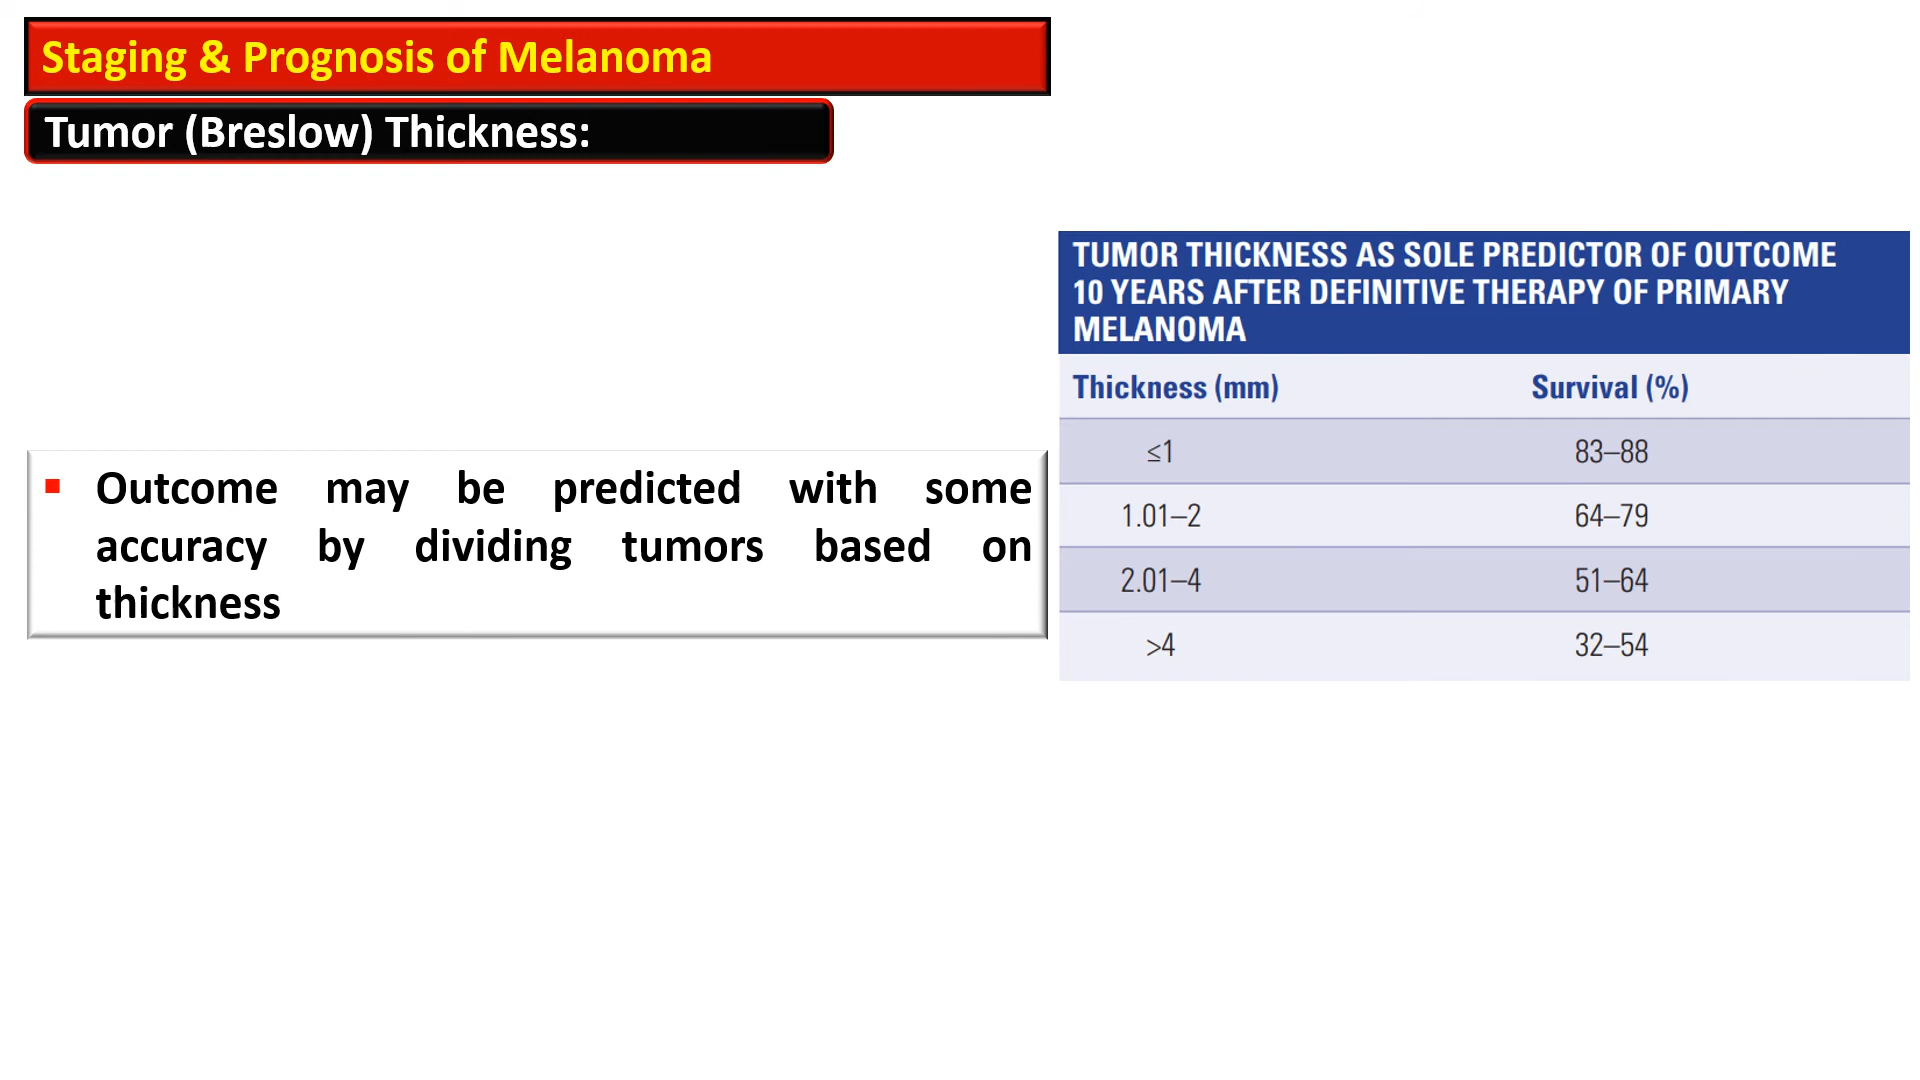 Staging & Prognosis of Melanoma
Tumor (Breslow) Thickness:
▪ Outcome may be predicted with some
accuracy by dividing tumors based on
thickness
TUMOR THICKNESS AS SOLE PREDICTOR OF OUTCOME
10 YEARS AFTER DEFINITIVE THERAPY OF PRIMARY
MELANOMA
Thickness (mm) Survival (%)
≤1 83–88
1.01–2 64–79
2.01–4 51–64
>4 32–54